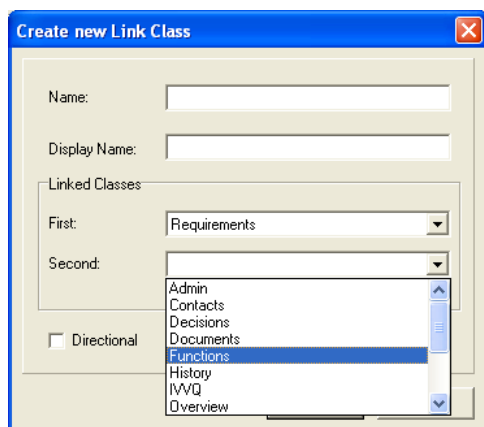 Create new Link Class
Name:
Display Name:
Linked Classes
First:
Requirements
Second:
Admin
Contacts
Decisions
Documents
Functions
History
IVVQ
Overview
Directional